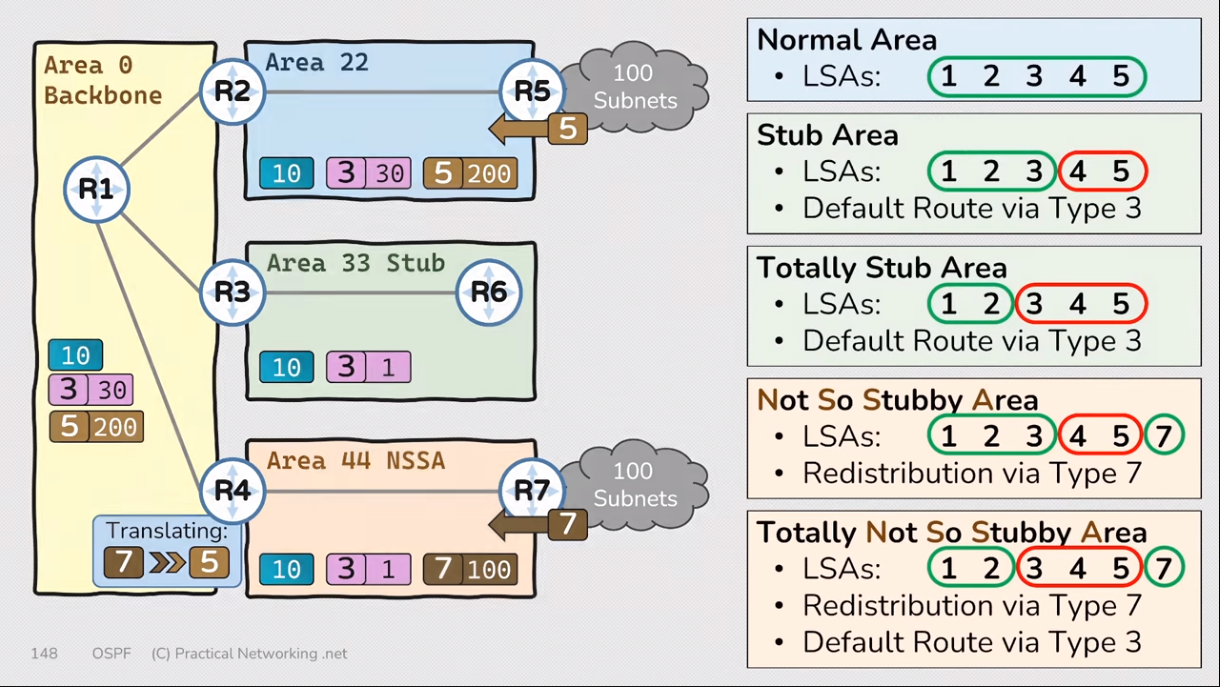 Area 0
Backbone
R1
10
3 30
5 200
Translating:
7 5
R2
Area 22
R5
100
Subnets
5
10 3 30 5 200
R3
Area 33 Stub
R6
10 3 1
R4
Area 44 NSSA
R7
100
Subnets
7
10 3 1 7 100
Normal Area
• LSAs: 1 2 3 4 5
Stub Area
• LSAs: 1 2 3 4 5
• Default Route via Type 3
Totally Stub Area
• LSAs: 1 2 3 4 5
• Default Route via Type 3
Not So Stubby Area
• LSAs: 1 2 3 4 5 7
• Redistribution via Type 7
Totally Not So Stubby Area
• LSAs: 1 2 3 4 5 7
• Redistribution via Type 7
• Default Route via Type 3
148 OSPF (C) Practical Networking .net